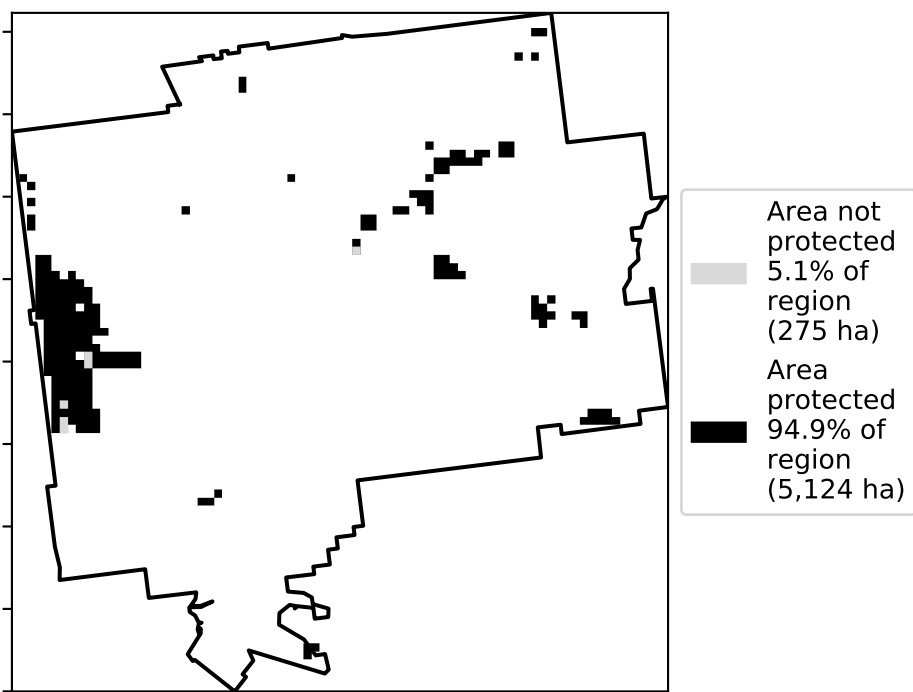 Area not
protected
5.1% of
region
(275 ha)
Area
protected
94.9% of
region
(5,124 ha)